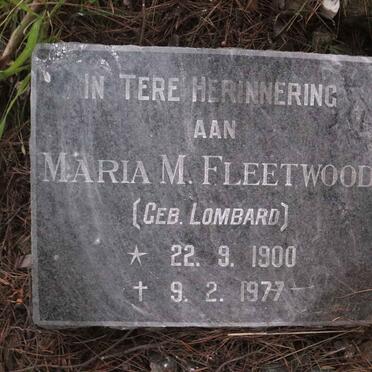 IN TERE HERINNERING
AAN
MARIA M. FLEETWOOD
(GEB. LOMBARD)
* 22. 9. 1900
† 9. 2. 1977